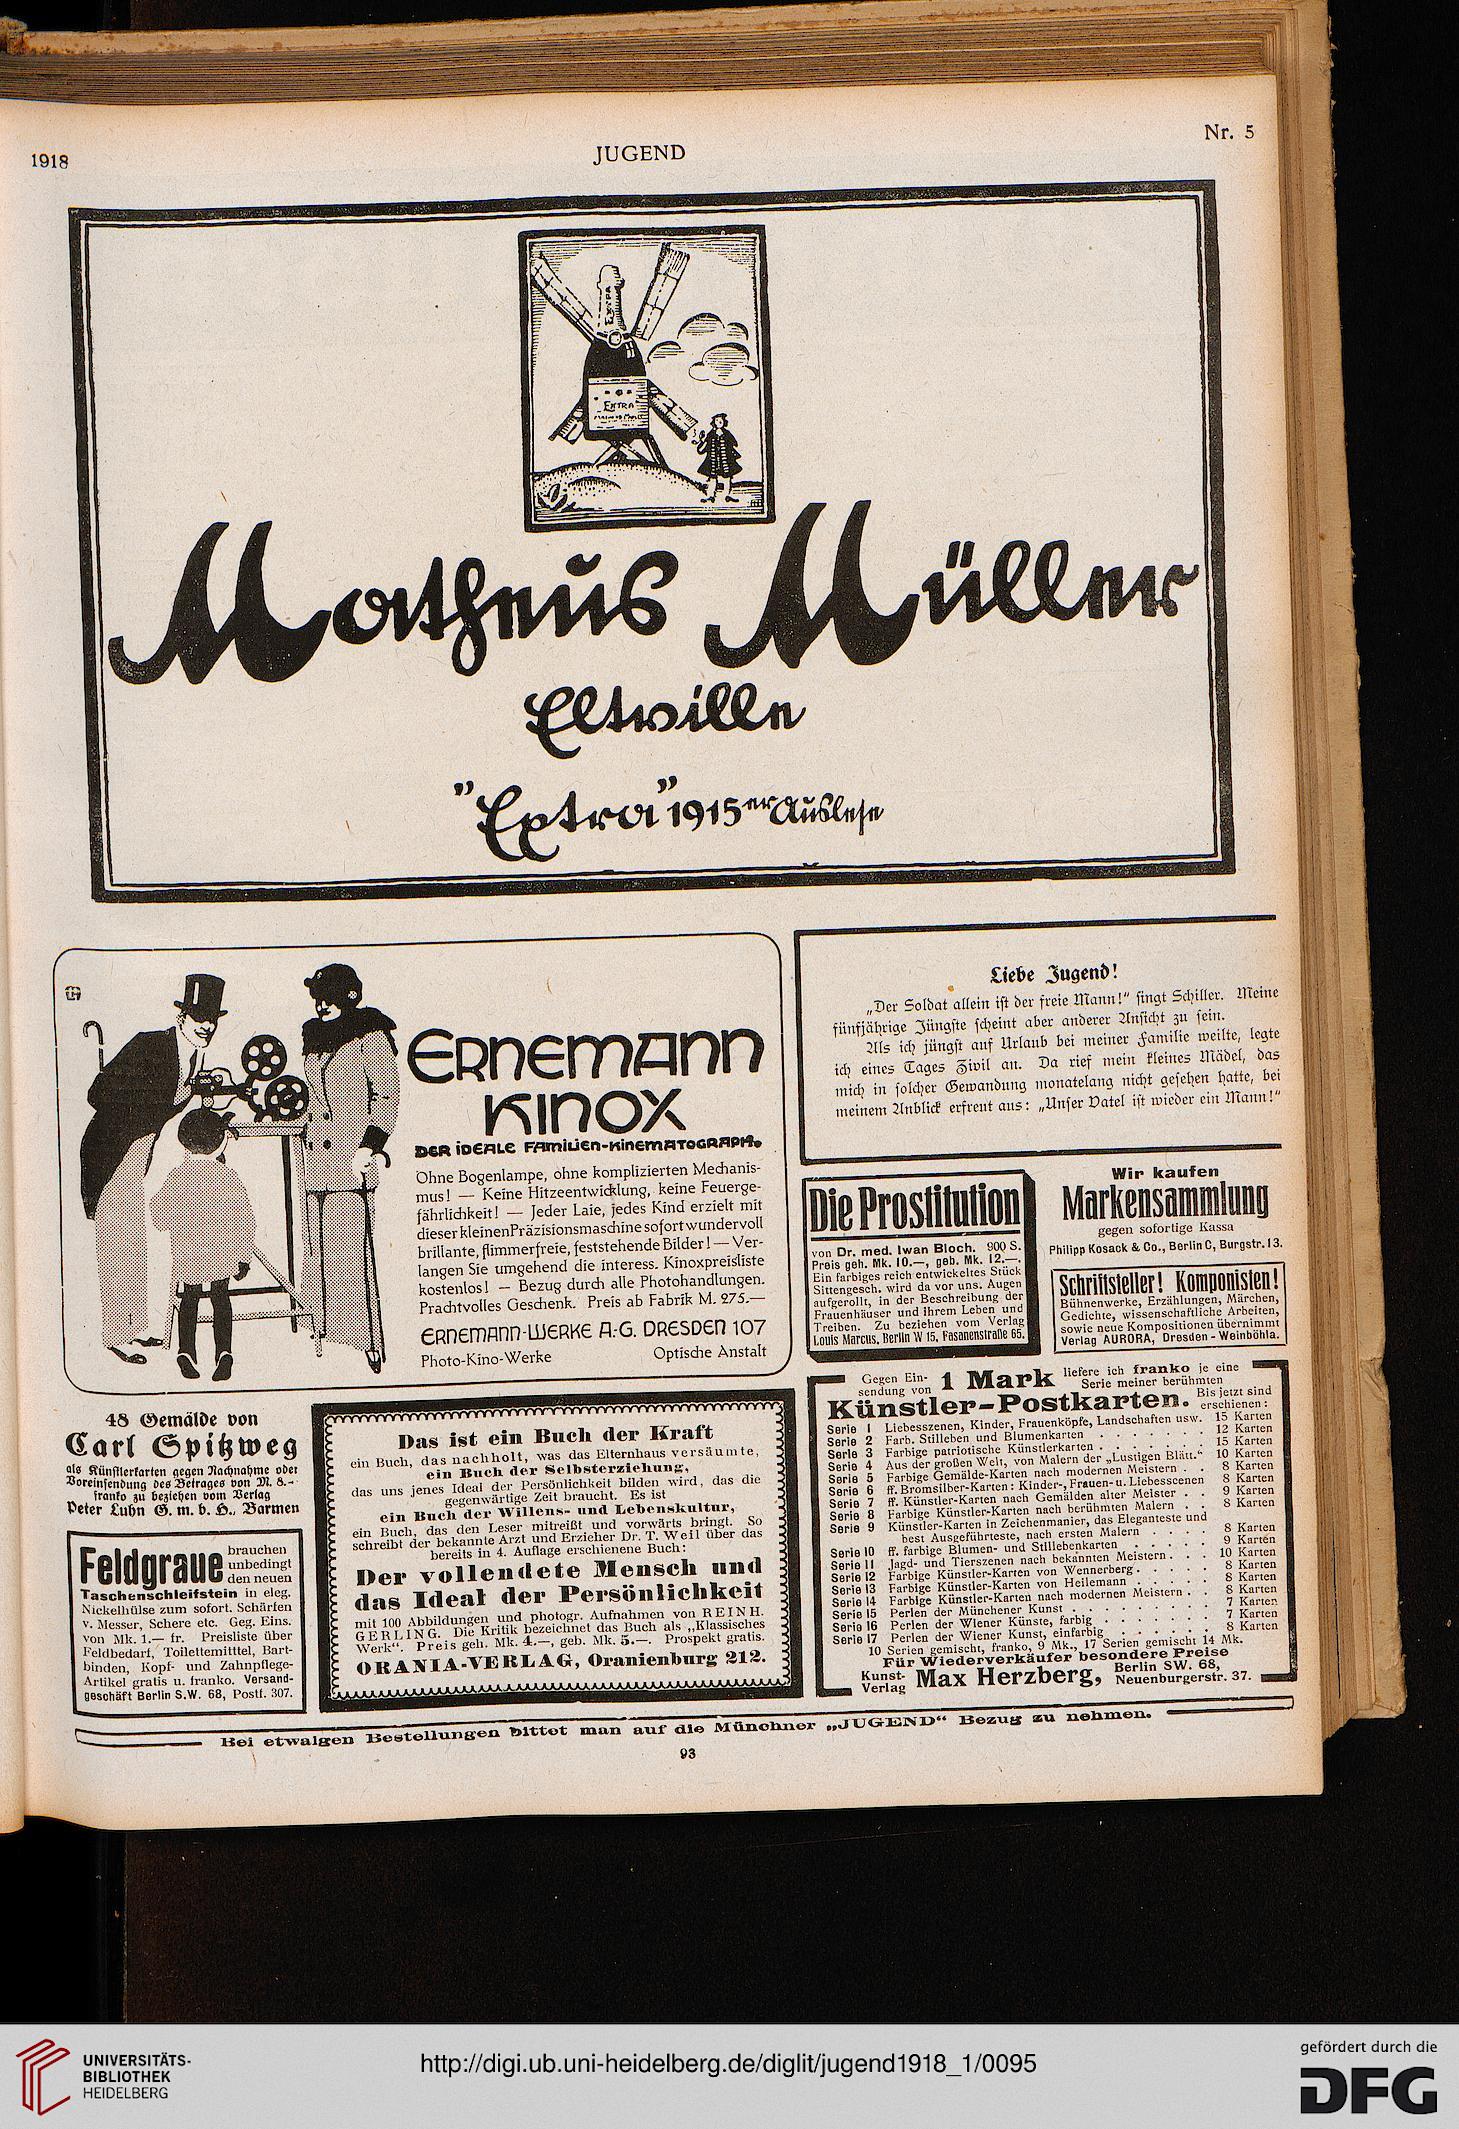 1918
JUGEND
Nr. 5
EXTRA
EXTRA
Matheus Müller
Eltville
"Extra" 1915er Auslese
ERNEMANN
KINOX
DER IDEALE FAMILIEN-KINEMATOGRAPH.
Ohne Bogenlampe, ohne komplizierten Mechanis-
mus! — Keine Hitzeentwicklung, keine Feuerge-
fährlichkeit! — Jeder Laie, jedes Kind erzielt mit
dieser kleinen Präzisionsmaschine sofort wundervoll
brillante, flimmerfreie, feststehende Bilder! — Ver-
langen Sie umgehend die interess. Kinoxpreisliste
kostenlos! — Bezug durch alle Photohandlungen.
Prachtvolles Geschenk. Preis ab Fabrik M. 275.—
ERNEMANN-WERKE A.-G. DRESDEN 107
Photo-Kino-Werke Optische Anstalt
Liebe Jugend!
„Der Soldat allein ist der freie Mann!“ singt Schiller. Meine
fünfjährige Jüngste scheint aber anderer Ansicht zu sein.
Als ich jüngst auf Urlaub bei meiner Familie weilte, legte
ich eines Tages Zivil an. Da rief mein kleines Mädel, das
mich in solcher Gewandung monatelang nicht gesehen hatte, bei
meinem Anblick erfreut aus: „Unser Vatel ist wieder ein Mann!“
Die Prostitution
von Dr. med. Iwan Bloch. 900 S.
Preis geh. Mk. 10.—, geb. Mk. 12.—.
Ein farbiges reich entwickeltes Stück
Sittengesch. wird da vor uns. Augen
aufgerollt, in der Beschreibung der
Frauenhäuser und ihrem Leben und
Treiben. Zu beziehen vom Verlag
Louis Marcus, Berlin W 15, Fasanenstraße 65.
Wir kaufen
Markensammlung
gegen sofortige Kassa
Philipp Kosack & Co., Berlin C, Burgstr. 13.
Schriftsteller! Komponisten!
Bühnenwerke, Erzählungen, Märchen,
Gedichte, wissenschaftliche Arbeiten,
sowie neue Kompositionen übernimmt
Verlag AURORA, Dresden-Weinböhla.
48 Gemälde von
Carl Spitzweg
als Künstlerkarten gegen Nachnahme oder
Voreinsendung des Betrages von M. 8.--
franko zu beziehen vom Verlag
Peter Luhn G. m. b. H., Barmen
Feldgraue brauchen
unbedingt
den neuen
Taschenschleifstein in eleg.
Nickelhülse zum sofort. Schärfen
v. Messer, Schere etc. Geg. Eins.
von Mk. 1.— fr. Preisliste über
Feldbedarf, Toilettemitttel, Bart-
binden, Kopf- und Zahnpflege-
Artikel gratis u. franko. Versand-
geschäft Berlin S.W. 68, Postf. 307.
Das ist ein Buch der Kraft
ein Buch, das nachholt, was das Elternhaus versäumte,
ein Buch der Selbsterziehung,
das uns jenes Ideal der Persönlichkeit bilden wird, das die
gegenwärtige Zeit braucht. Es ist
ein Buch der Willens- und Lebenskultur,
ein Buch, das den Leser mitreißt und vorwärts bringt. So
schreibt der bekannte Arzt und Erzieher Dr. T. Weil über das
bereits in 4. Auflage erschienene Buch:
Der vollendete Mensch und
das Ideal der Persönlichkeit
mit 100 Abbildungen und photogr. Aufnahmen von REINH.
GERLING. Die Kritik bezeichnet das Buch als „Klassisches
Werk“. Preis geh. Mk. 4.—, geb. Mk. 5.—. Prospekt gratis.
ORANIA-VERLAG, Oranienburg 212.
Gegen Ein-
sendung von 1 Mark liefere ich franko je eine
Serie meiner berühmten
Künstler-Postkarten. Bis jetzt sind
erschienen:
Serie 1 Liebesszenen, Kinder, Frauenköpfe, Landschaften usw. 15 Karten
Serie 2 Farb. Stilleben und Blumenkarten . . . 12 Karten
Serie 3 Farbige patriotische Künstlerkarten . . . 15 Karten
Serie 4 Aus der großen Welt, von Malern der „Lustigen Blätt.“ 10 Karten
Serie 5 Farbige Gemälde-Karten nach modernen Meistern . . 8 Karten
Serie 6 ff. Bromsilber-Karten: Kinder-, Frauen- u. Liebesscenen 8 Karten
Serie 7 ff. Künstler-Karten nach Gemälden alter Meister . . 9 Karten
Serie 8 Farbige Künstler-Karten nach berühmten Malern . . 8 Karten
Serie 9 Künstler-Karten in Zeichenmanier, das Eleganteste und
best Ausgeführteste, nach ersten Malern . . . 8 Karten
Serie 10 ff. farbige Blumen- und Stillebenkarten . . . 9 Karten
Serie 11 Jagd- und Tierszenen nach bekannten Meistern . . . 10 Karten
Serie 12 Farbige Künstler-Karten von Wennerberg . . . 8 Karten
Serie 13 Farbige Künstler-Karten von Heilemann . . . 8 Karten
Serie 14 Farbige Künstler-Karten nach modernen Meistern . . 8 Karten
Serie 15 Perlen der Münchener Kunst . . . 7 Karten
Serie 16 Perlen der Wiener Künste, farbig . . . 7 Karten
Serie 17 Perlen der Wiener Kunst, einfarbig . . . 8 Karten
10 Serien gemischt, franko, 9 Mk., 17 Serien gemischt 14 Mk.
Für Wiederverkäufer besondere Preise
Kunst-
Verlag Max Herzberg, Berlin SW. 68,
Neuenburgerstr. 37.
Bei etwaigen Bestellungen bittet man auf die Münchner „JUGEND“ Bezug zu nehmen.
93
UNIVERSITÄTS-
BIBLIOTHEK
HEIDELBERG
http://digi.ub.uni-heidelberg.de/diglit/jugend1918_1/0095
gefördert durch die
DFG